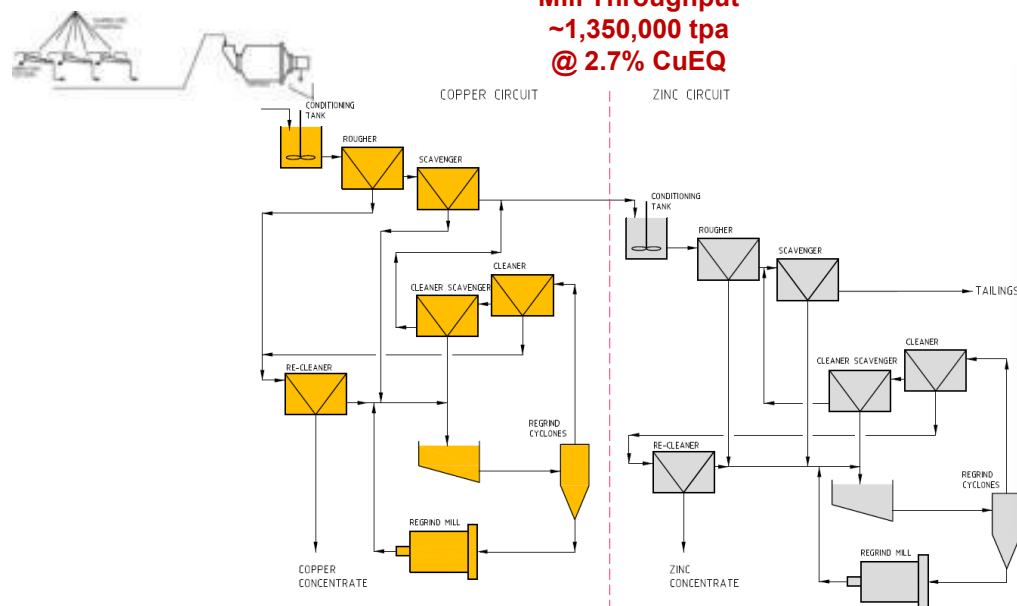 Mill Throughput
~1,350,000 tpa
@ 2.7% CuEQ
COPPER CIRCUIT
ZINC CIRCUIT
CONDITIONING
TANK
ROUGHER
SCAVENGER
CLEANER
CLEANER SCAVENGER
RE-CLEANER
REGRIND
CYCLONES
REGRIND MILL
COPPER
CONCENTRATE
CONDITIONING
TANK
ROUGHER
SCAVENGER
TAILINGS
CLEANER
CLEANER SCAVENGER
RE-CLEANER
REGRIND
CYCLONES
REGRIND MILL
ZINC
CONCENTRATE